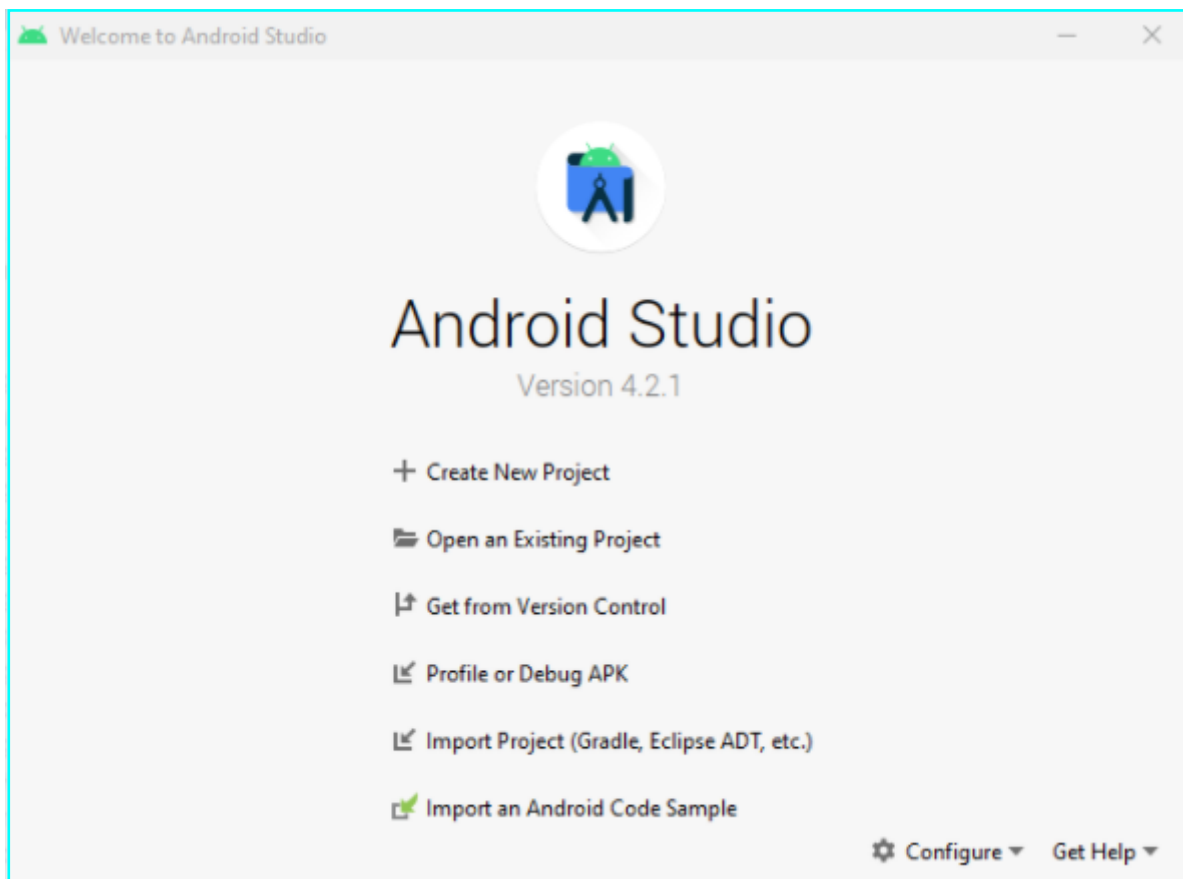 Welcome to Android Studio
Android Studio
Version 4.2.1
Create New Project
Open an Existing Project
Get from Version Control
Profile or Debug APK
Import Project (Gradle, Eclipse ADT, etc.)
Import an Android Code Sample
Configure Get Help